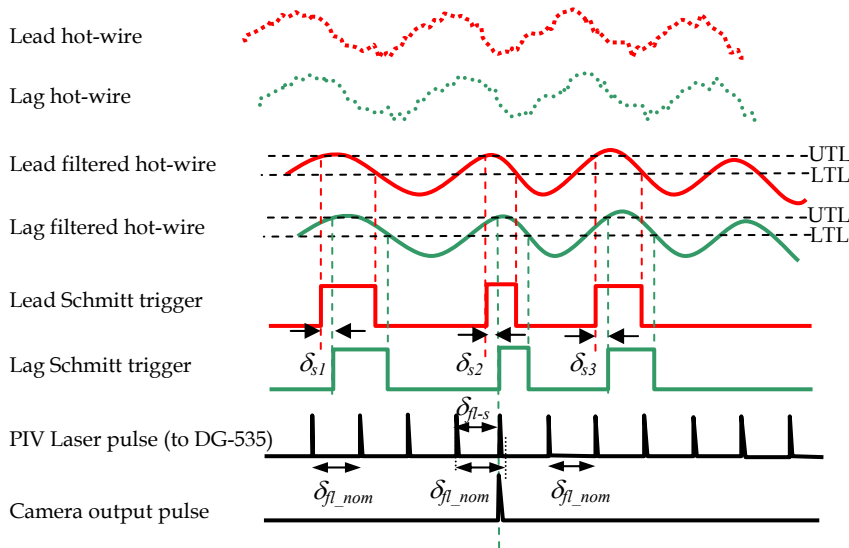 Lead hot-wire
Lag hot-wire
Lead filtered hot-wire
UTL
LTL
Lag filtered hot-wire
UTL
LTL
Lead Schmitt trigger
δs1
δs2
δs3
Lag Schmitt trigger
δfl-s
PIV Laser pulse (to DG-535)
δfl_nom
δfl_nom
δfl_nom
Camera output pulse